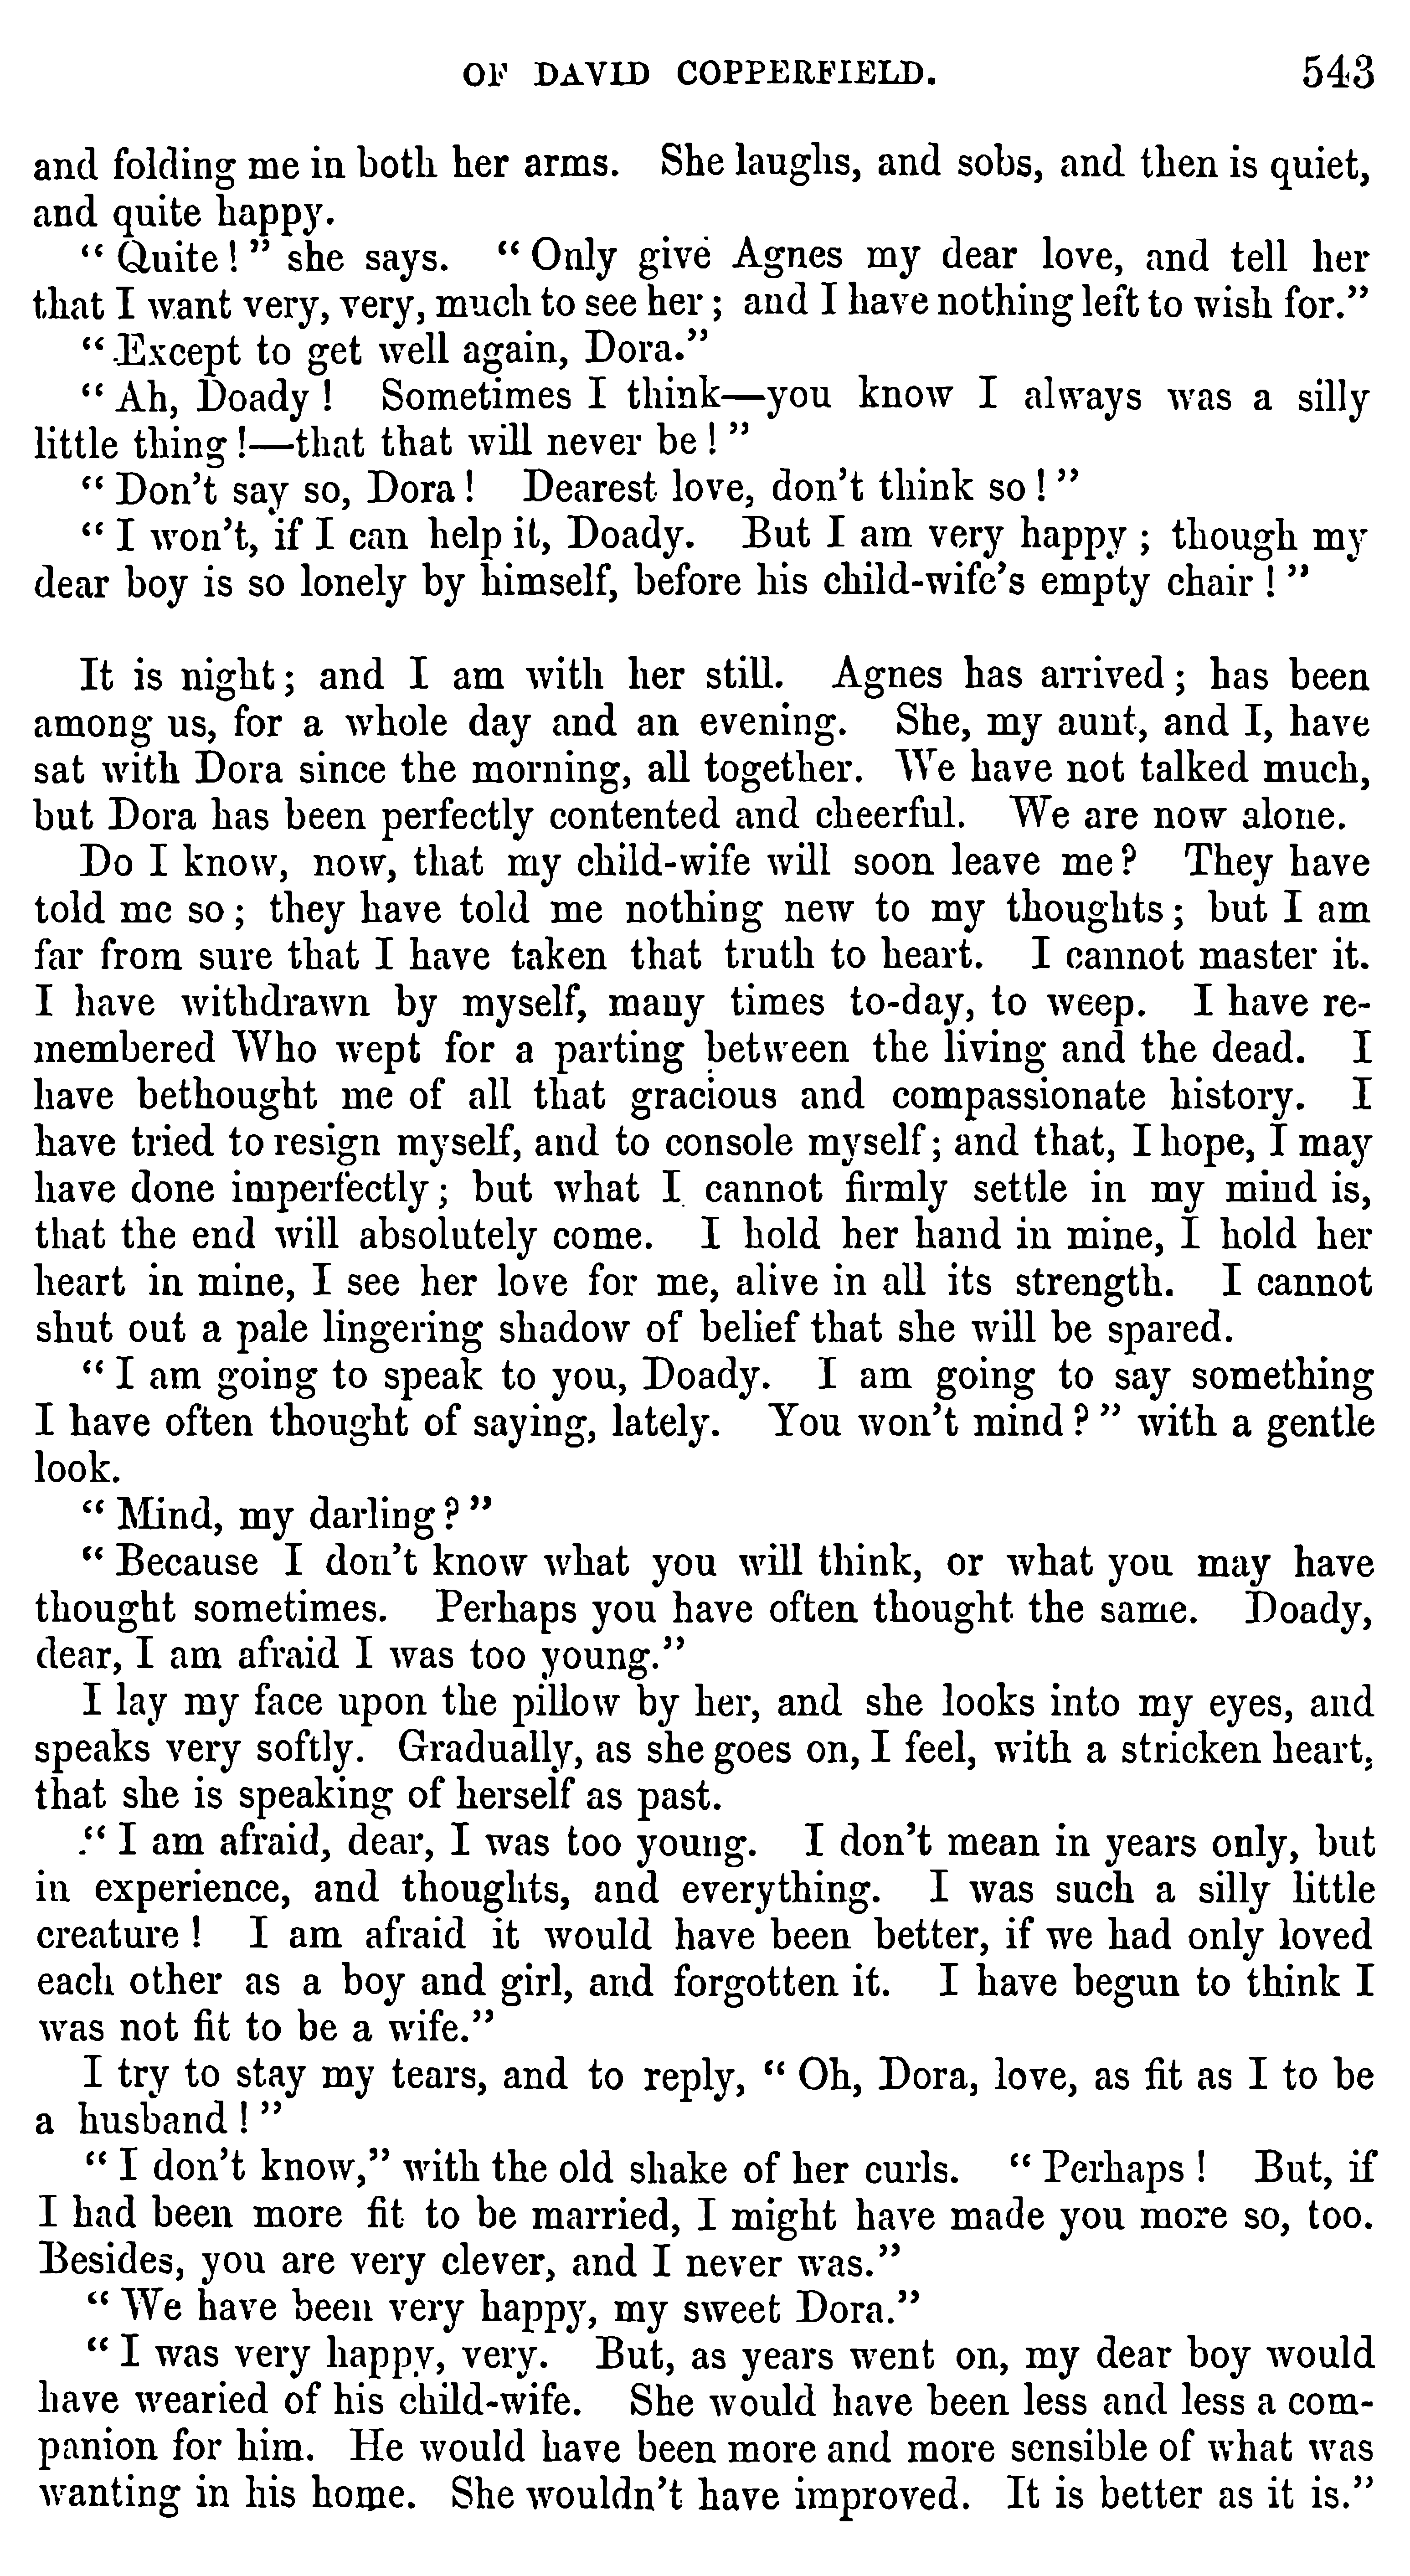 OF DAVID COPPERFIELD. 543
and folding me in both her arms. She laughs, and sobs, and then is quiet,
and quite happy.
“Quite!” she says. “Only give Agnes my dear love, and tell her
that I want very, very, much to see her; and I have nothing left to wish for.”
“Except to get well again, Dora.”
“Ah, Doady! Sometimes I think—you know I always was a silly
little thing!—that that will never be!”
“Don't say so, Dora! Dearest love, don't think so!”
“I won't, if I can help it, Doady. But I am very happy; though my
dear boy is so lonely by himself, before his child-wife's empty chair!”
It is night; and I am with her still. Agnes has arrived; has been
among us, for a whole day and an evening. She, my aunt, and I, have
sat with Dora since the morning, all together. We have not talked much,
but Dora has been perfectly contented and cheerful. We are now alone.
Do I know, now, that my child-wife will soon leave me? They have
told me so; they have told me nothing new to my thoughts; but I am
far from sure that I have taken that truth to heart. I cannot master it.
I have withdrawn by myself, many times to-day, to weep. I have re-
membered Who wept for a parting between the living and the dead. I
have bethought me of all that gracious and compassionate history. I
have tried to resign myself, and to console myself; and that, I hope, I may
have done imperfectly; but what I cannot firmly settle in my mind is,
that the end will absolutely come. I hold her hand in mine, I hold her
heart in mine, I see her love for me, alive in all its strength. I cannot
shut out a pale lingering shadow of belief that she will be spared.
“I am going to speak to you, Doady. I am going to say something
I have often thought of saying, lately. You won't mind?” with a gentle
look.
“Mind, my darling?”
“Because I don't know what you will think, or what you may have
thought sometimes. Perhaps you have often thought the same. Doady,
dear, I am afraid I was too young.”
I lay my face upon the pillow by her, and she looks into my eyes, and
speaks very softly. Gradually, as she goes on, I feel, with a stricken heart,
that she is speaking of herself as past.
“I am afraid, dear, I was too young. I don't mean in years only, but
in experience, and thoughts, and everything. I was such a silly little
creature! I am afraid it would have been better, if we had only loved
each other as a boy and girl, and forgotten it. I have begun to think I
was not fit to be a wife.”
I try to stay my tears, and to reply, “Oh, Dora, love, as fit as I to be
a husband!”
“I don't know,” with the old shake of her curls. “Perhaps! But, if
I had been more fit to be married, I might have made you more so, too.
Besides, you are very clever, and I never was.”
“We have been very happy, my sweet Dora.”
“I was very happy, very. But, as years went on, my dear boy would
have wearied of his child-wife. She would have been less and less a com-
panion for him. He would have been more and more sensible of what was
wanting in his home. She wouldn't have improved. It is better as it is.”